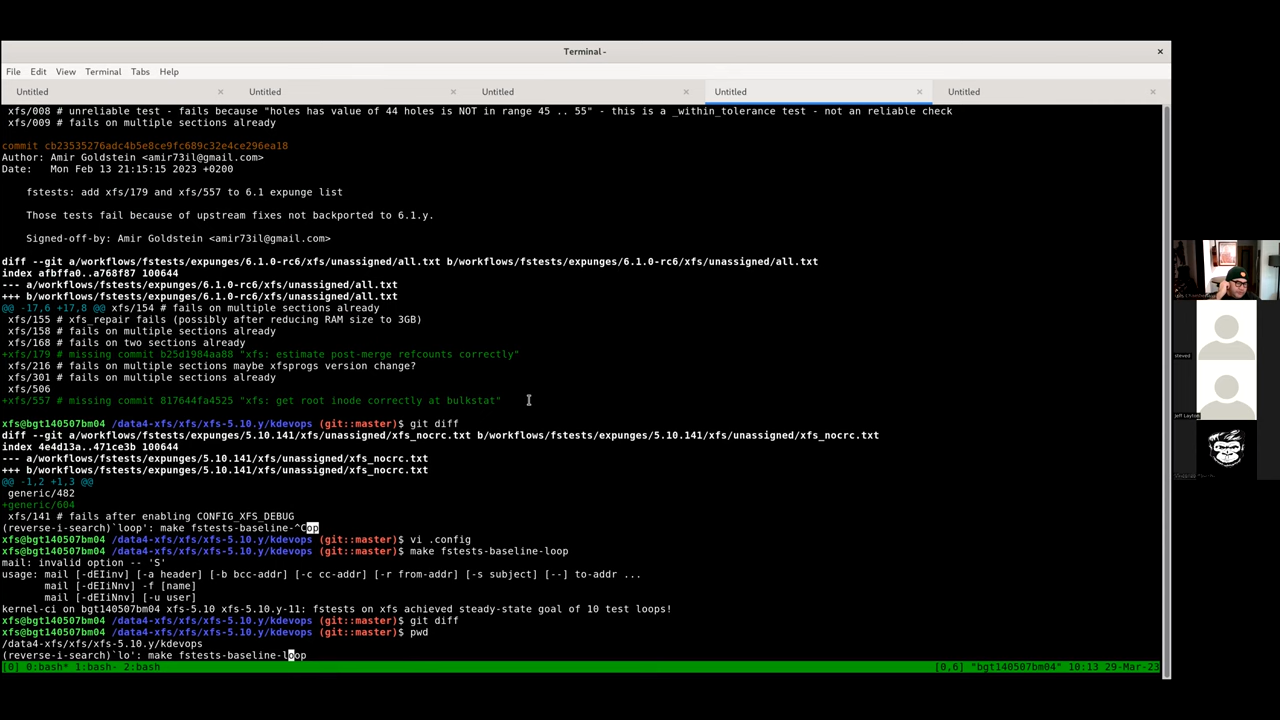 Terminal -
File Edit View Terminal Tabs Help
Untitled Untitled Untitled Untitled Untitled
xfs/008 # unreliable test - fails because "holes has value of 44 holes is NOT in range 45 .. 55" - this is a _within_tolerance test - not an reliable check
xfs/009 # fails on multiple sections already
commit cb23535276adc4b5e8ce9fc689c32e4ce296ea18
Author: Amir Goldstein <amir73il@gmail.com>
Date:   Mon Feb 13 21:15:15 2023 +0200
fstests: add xfs/179 and xfs/557 to 6.1 expunge list
Those tests fail because of upstream fixes not backported to 6.1.y.
Signed-off-by: Amir Goldstein <amir73il@gmail.com>
diff --git a/workflows/fstests/expunges/6.1.0-rc6/xfs/unassigned/all.txt b/workflows/fstests/expunges/6.1.0-rc6/xfs/unassigned/all.txt
index afbffa0..a768f87 100644
--- a/workflows/fstests/expunges/6.1.0-rc6/xfs/unassigned/all.txt
+++ b/workflows/fstests/expunges/6.1.0-rc6/xfs/unassigned/all.txt
@@ -17,6 +17,8 @@ xfs/154 # fails on multiple sections already
xfs/155 # xfs_repair fails (possibly after reducing RAM size to 3GB)
xfs/158 # fails on multiple sections already
xfs/168 # fails on two sections already
+xfs/179 # missing commit b25d1984aa88 "xfs: estimate post-merge refcounts correctly"
xfs/216 # fails on multiple sections maybe xfsprogs version change?
xfs/301 # fails on multiple sections already
xfs/506
+xfs/557 # missing commit 817644fa4525 "xfs: get root inode correctly at bulkstat"
xfs@bgt140507bm04 /data4-xfs/xfs/xfs-5.10.y/kdevops (git::master)$ git diff
diff --git a/workflows/fstests/expunges/5.10.141/xfs/unassigned/xfs_nocrc.txt b/workflows/fstests/expunges/5.10.141/xfs/unassigned/xfs_nocrc.txt
index 4e4d13a..471ce3b 100644
--- a/workflows/fstests/expunges/5.10.141/xfs/unassigned/xfs_nocrc.txt
+++ b/workflows/fstests/expunges/5.10.141/xfs/unassigned/xfs_nocrc.txt
@@ -1,2 +1,3 @@
generic/482
+generic/604
xfs/141 # fails after enabling CONFIG_XFS_DEBUG
(reverse-i-search)`loop': make fstests-baseline-^Cop
xfs@bgt140507bm04 /data4-xfs/xfs/xfs-5.10.y/kdevops (git::master)$ vi .config
xfs@bgt140507bm04 /data4-xfs/xfs/xfs-5.10.y/kdevops (git::master)$ make fstests-baseline-loop
mail: invalid option -- 'S'
usage: mail [-dEIinv] [-a header] [-b bcc-addr] [-c cc-addr] [-r from-addr] [-s subject] [--] to-addr ...
mail [-dEIiNnv] -f [name]
mail [-dEIiNnv] [-u user]
kernel-ci on bgt140507bm04 xfs-5.10 xfs-5.10.y-11: fstests on xfs achieved steady-state goal of 10 test loops!
xfs@bgt140507bm04 /data4-xfs/xfs/xfs-5.10.y/kdevops (git::master)$ git diff
xfs@bgt140507bm04 /data4-xfs/xfs/xfs-5.10.y/kdevops (git::master)$ pwd
/data4-xfs/xfs/xfs-5.10.y/kdevops
(reverse-i-search)`lo': make fstests-baseline-loop
[0] 0:bash* 1:bash- 2:bash [0,6] "bgt140507bm04" 10:13 29-Mar-23
steved
Jeff Layton